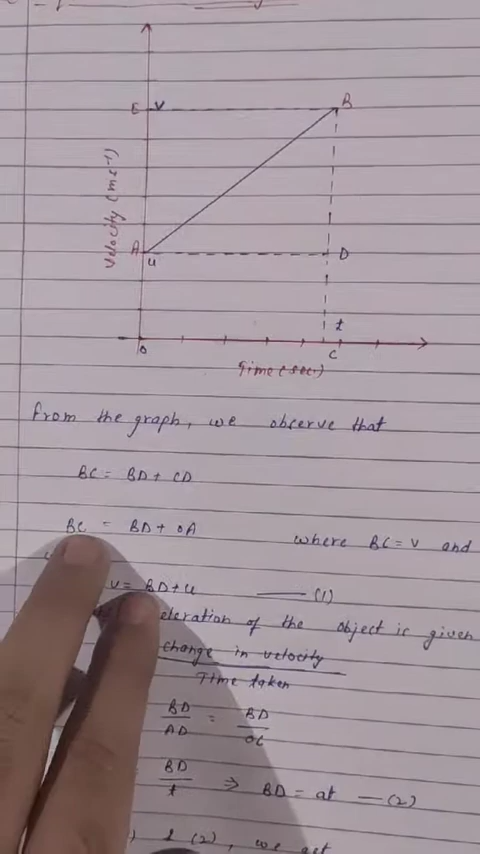 E v B
Velocity (ms-1)
A u D
t
0 C
Time (sec)
from the graph, we observe that
BC = BD + CD
BC = BD + OA where BC = v and
v = BD + u —— (1)
eleration of the object is given
change in velocity
Time taken
BD = BD
AD OC
BD
t ⇒ BD = at — (2)
) & (2), we get